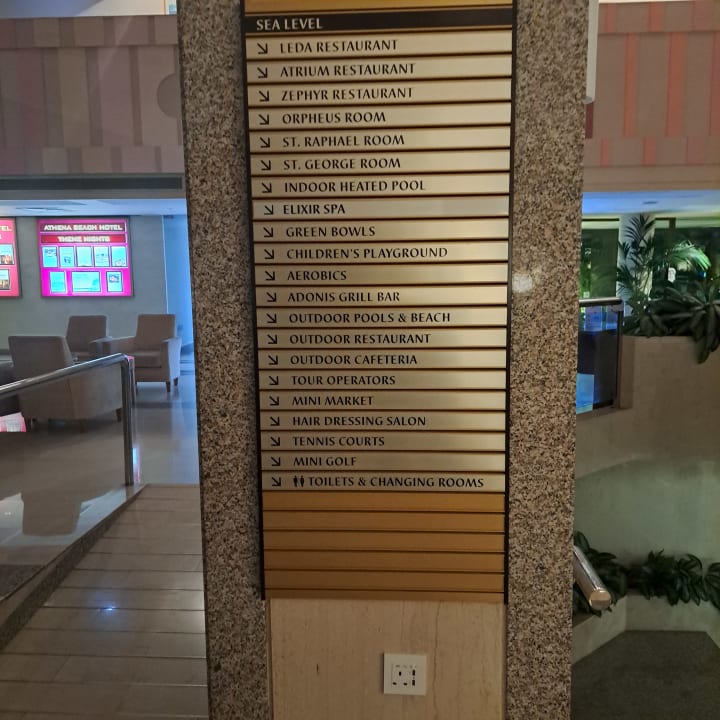 SEA LEVEL
LEDA RESTAURANT
ATRIUM RESTAURANT
ZEPHYR RESTAURANT
ORPHEUS ROOM
ST. RAPHAEL ROOM
ST. GEORGE ROOM
INDOOR HEATED POOL
ELIXIR SPA
GREEN BOWLS
CHILDREN'S PLAYGROUND
AEROBICS
ADONIS GRILL BAR
OUTDOOR POOLS & BEACH
OUTDOOR RESTAURANT
OUTDOOR CAFETERIA
TOUR OPERATORS
MINI MARKET
HAIR DRESSING SALON
TENNIS COURTS
MINI GOLF
TOILETS & CHANGING ROOMS
ATHENA BEACH HOTEL
THEME NIGHTS